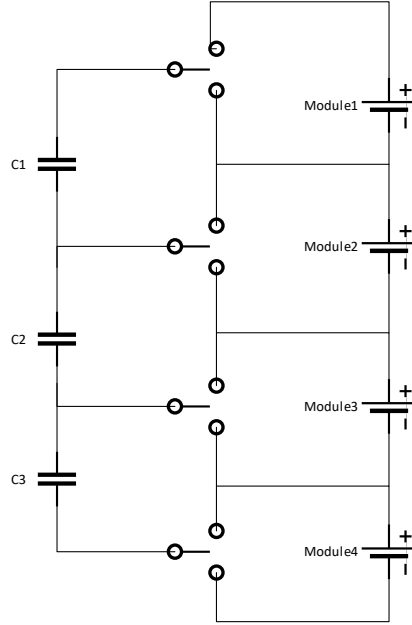 +
Module1
−
C1
+
Module2
−
C2
+
Module3
−
C3
+
Module4
−